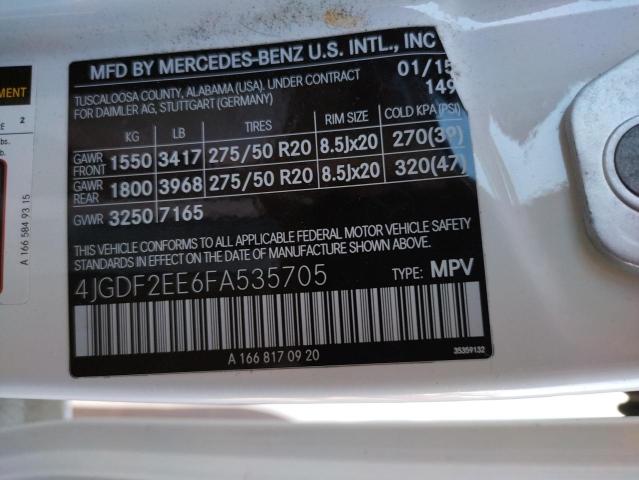 MFD BY MERCEDES-BENZ U.S. INTL., INC
TUSCALOOSA COUNTY, ALABAMA (USA). UNDER CONTRACT 01/15
FOR DAIMLER AG, STUTTGART (GERMANY) 149
KG LB TIRES RIM SIZE COLD KPA (PSI)
GAWR FRONT 1550 3417 275/50 R20 8.5Jx20 270(39)
GAWR REAR 1800 3968 275/50 R20 8.5Jx20 320(47)
GVWR 3250 7165
THIS VEHICLE CONFORMS TO ALL APPLICABLE FEDERAL MOTOR VEHICLE SAFETY
STANDARDS IN EFFECT ON THE DATE OF MANUFACTURE SHOWN ABOVE.
4JGDF2EE6FA535705 TYPE: MPV
A 166 817 09 20 35359132
A 166 584 93 15
2